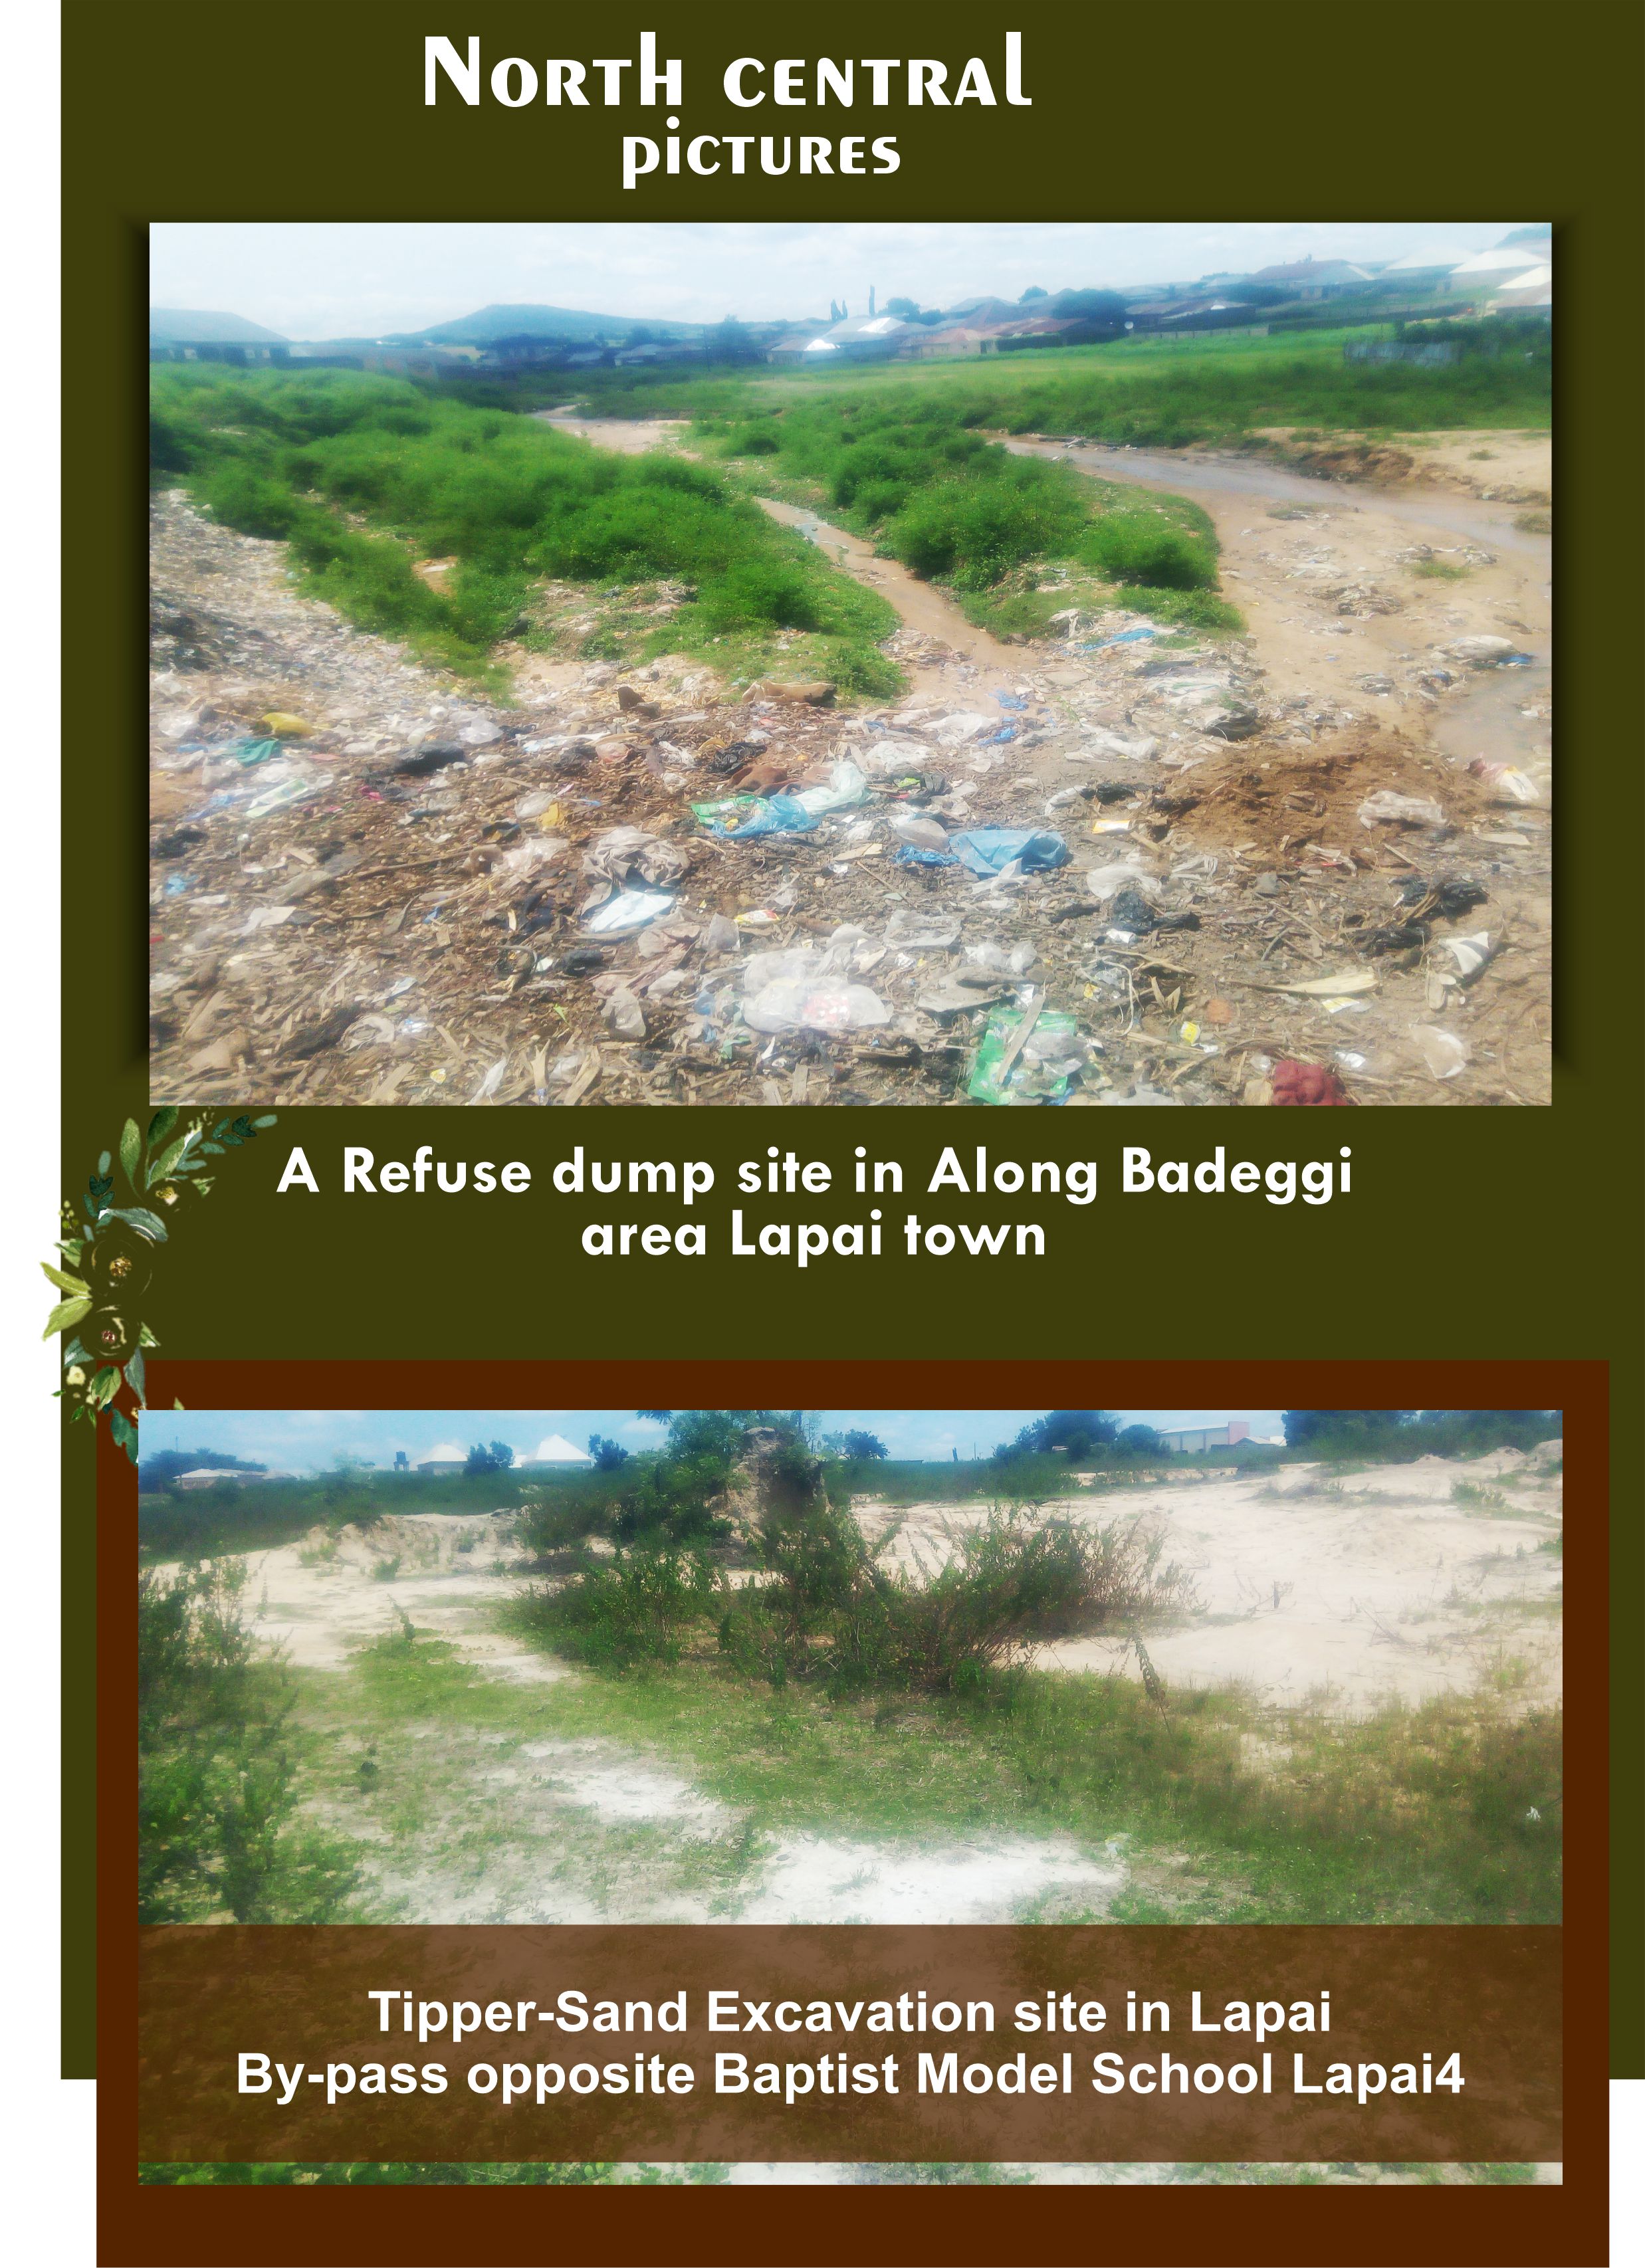 North central
pictures
A Refuse dump site in Along Badeggi
area Lapai town
Tipper-Sand Excavation site in Lapai
By-pass opposite Baptist Model School Lapai4